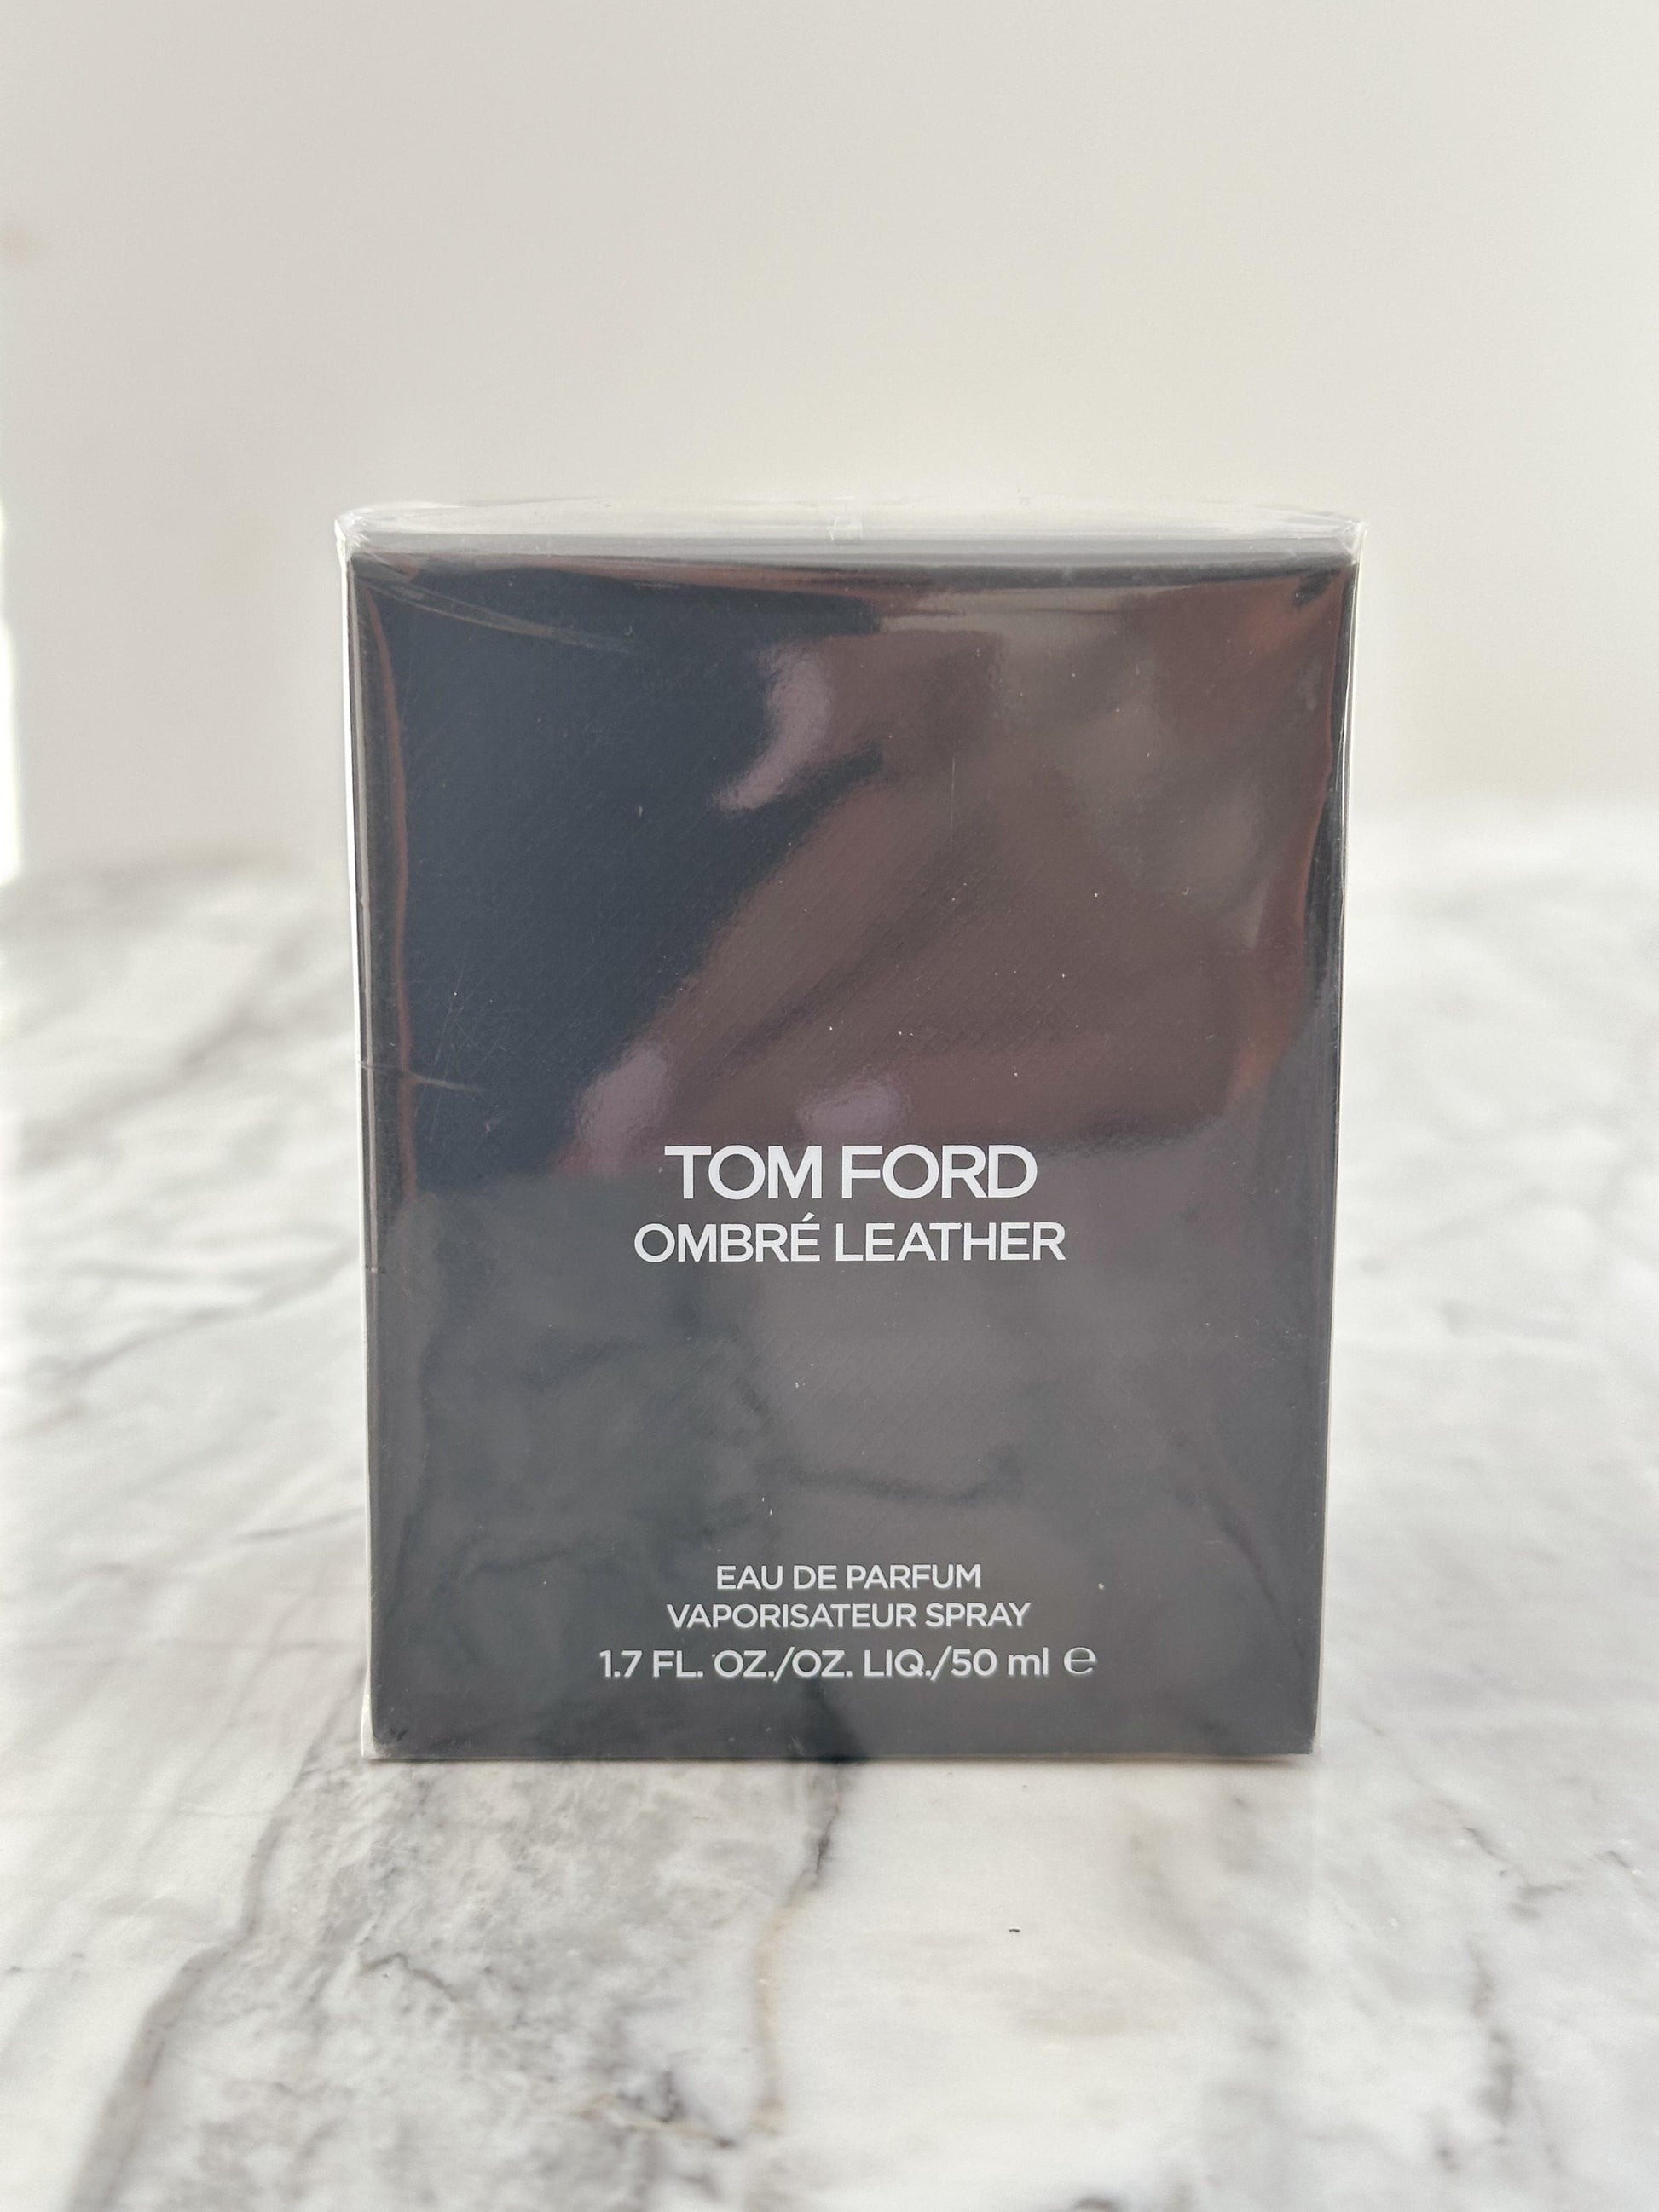 TOM FORD
OMBRÉ LEATHER
EAU DE PARFUM
VAPORISATEUR SPRAY
1.7 FL. OZ./OZ. LIQ./50 ml ℮